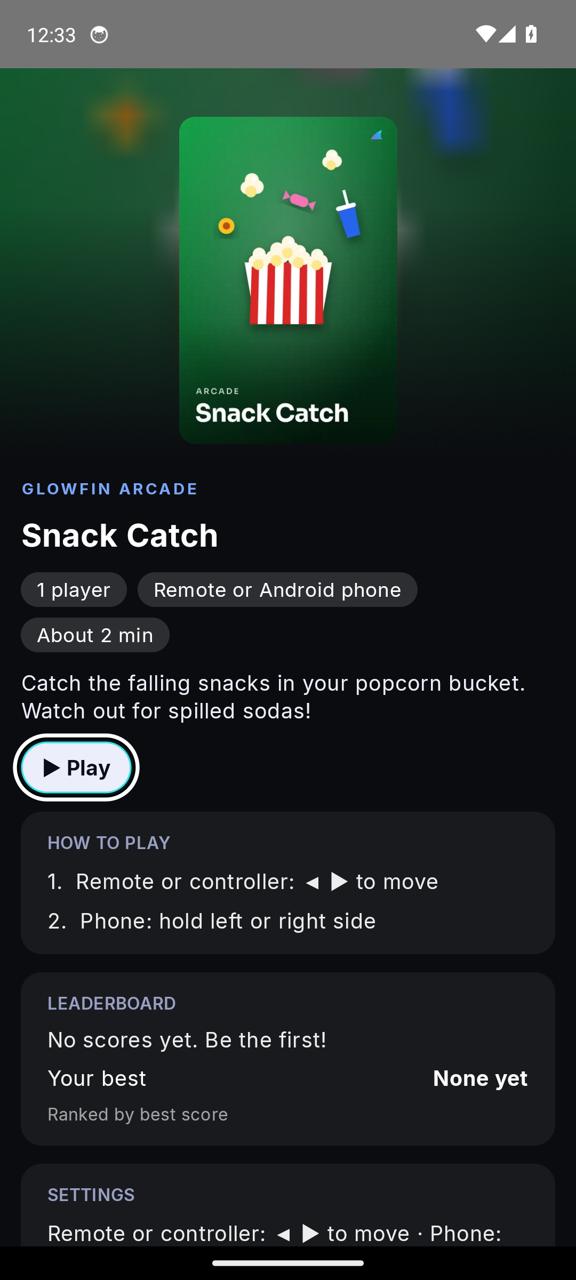 12:33
ARCADE
Snack Catch
GLOWFIN ARCADE
Snack Catch
1 player
Remote or Android phone
About 2 min
Catch the falling snacks in your popcorn bucket.
Watch out for spilled sodas!
▶ Play
HOW TO PLAY
1. Remote or controller: ◀ ▶ to move
2. Phone: hold left or right side
LEADERBOARD
No scores yet. Be the first!
Your best None yet
Ranked by best score
SETTINGS
Remote or controller: ◀ ▶ to move · Phone: